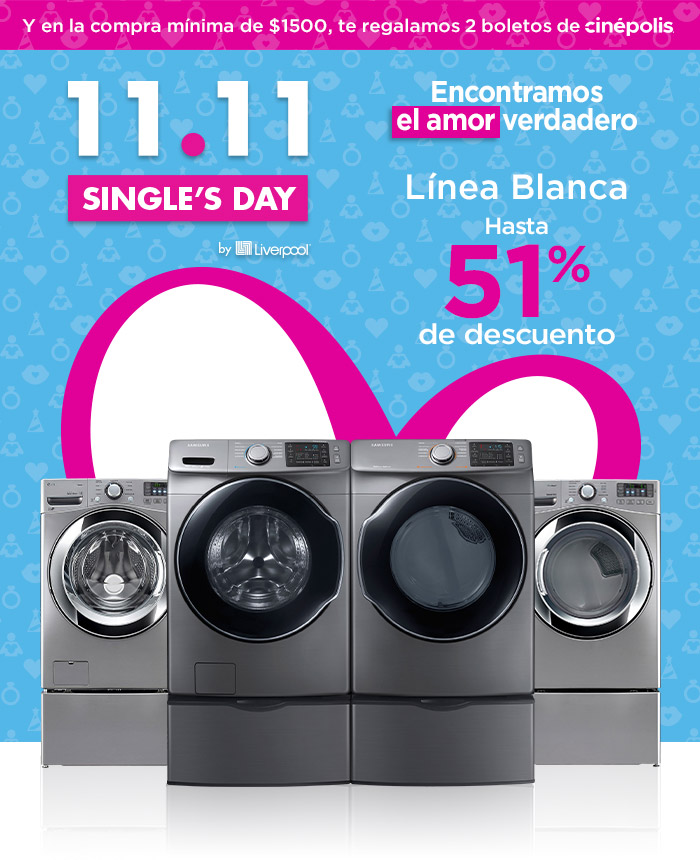 Y en la compra mínima de $1500, te regalamos 2 boletos de cinépolis
11.11
SINGLE'S DAY
by Liverpool
Encontramos
el amor verdadero
Línea Blanca
Hasta
51%
de descuento
SAMSUNG
SAMSUNG
LG